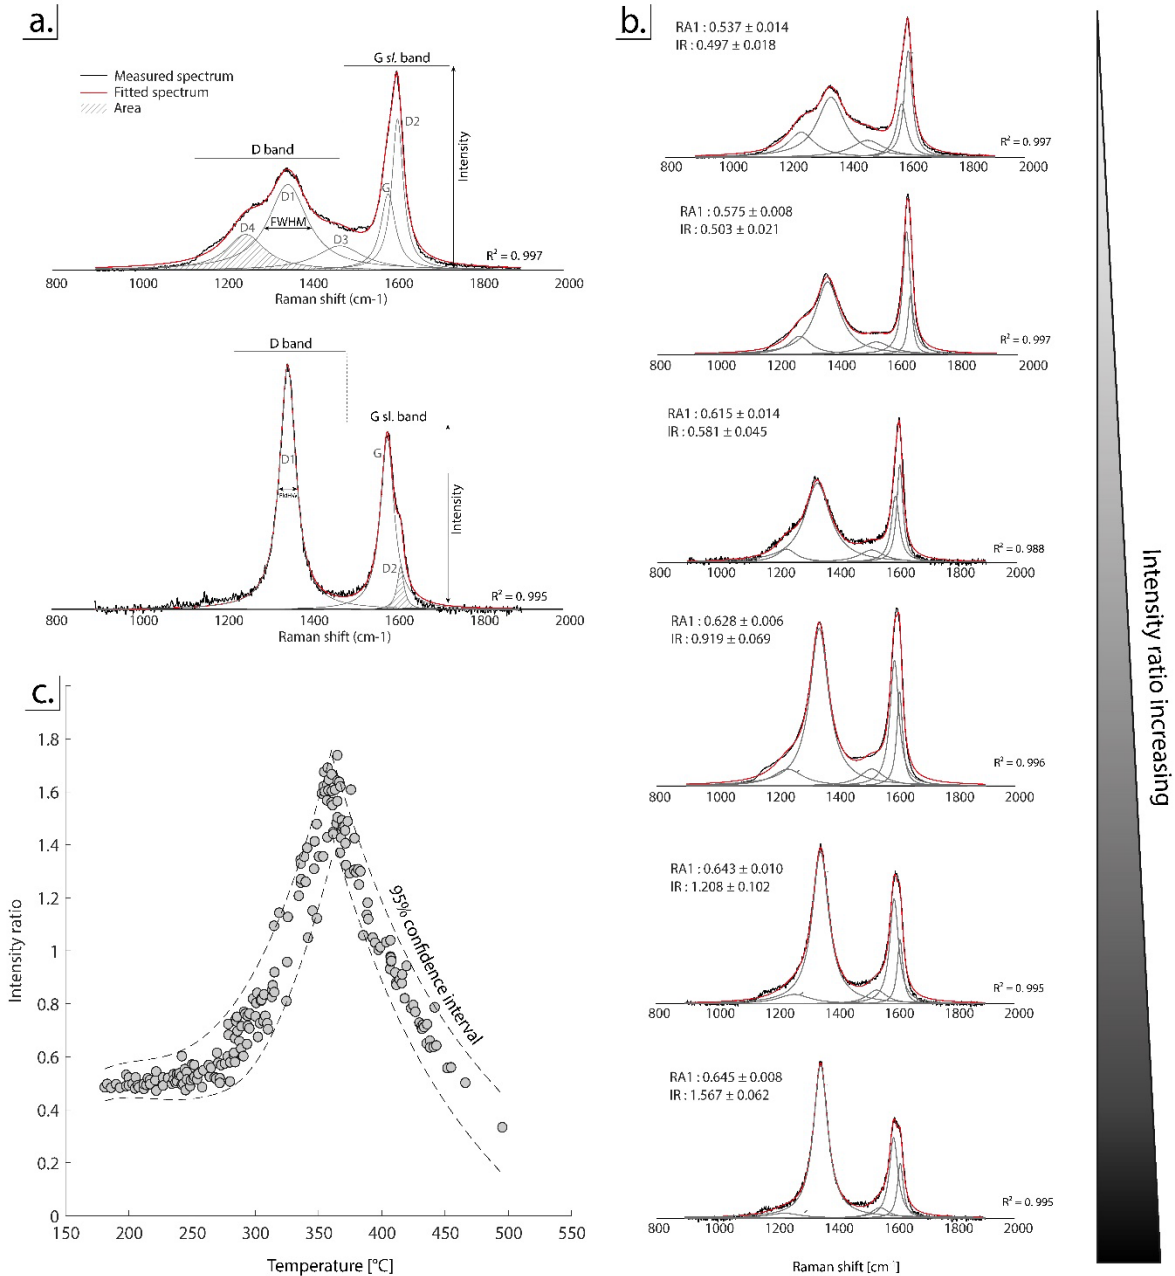 a.
G sl. band
Measured spectrum
Fitted spectrum
Area
D2
D band
Intensity
G
D1
FWHM
D4
D3
R² = 0.997
800 1000 1200 1400 1600 1800 2000
Raman shift (cm-1)
D band
G sl. band
G
D1
FWHM
Intensity
D2
R² = 0.995
800 1000 1200 1400 1600 1800 2000
Raman shift (cm-1)
b.
RA1 : 0.537 ± 0.014
IR : 0.497 ± 0.018
R² = 0.997
800 1000 1200 1400 1600 1800 2000
RA1 : 0.575 ± 0.008
IR : 0.503 ± 0.021
R² = 0.997
800 1000 1200 1400 1600 1800 2000
RA1 : 0.615 ± 0.014
IR : 0.581 ± 0.045
R² = 0.988
800 1000 1200 1400 1600 1800 2000
RA1 : 0.628 ± 0.006
IR : 0.919 ± 0.069
R² = 0.996
800 1000 1200 1400 1600 1800 2000
RA1 : 0.643 ± 0.010
IR : 1.208 ± 0.102
R² = 0.995
800 1000 1200 1400 1600 1800 2000
RA1 : 0.645 ± 0.008
IR : 1.567 ± 0.062
R² = 0.995
800 1000 1200 1400 1600 1800 2000
Raman shift [cm-]
Intensity ratio increasing
c.
1.8
1.6
1.4
1.2
1
0.8
0.6
0.4
0.2
0
Intensity ratio
95% confidence interval
150 200 250 300 350 400 450 500 550
Temperature [°C]